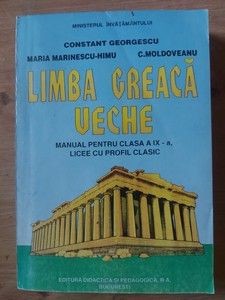 MINISTERUL ÎNVĂȚĂMÂNTULUI
CONSTANT GEORGESCU
MARIA MARINESCU-HIMU C.MOLDOVEANU
LIMBA GREACĂ
VECHE
MANUAL PENTRU CLASA A IX - a,
LICEE CU PROFIL CLASIC
EDITURA DIDACTICĂ ȘI PEDAGOGICĂ, R.A.
BUCUREȘTI